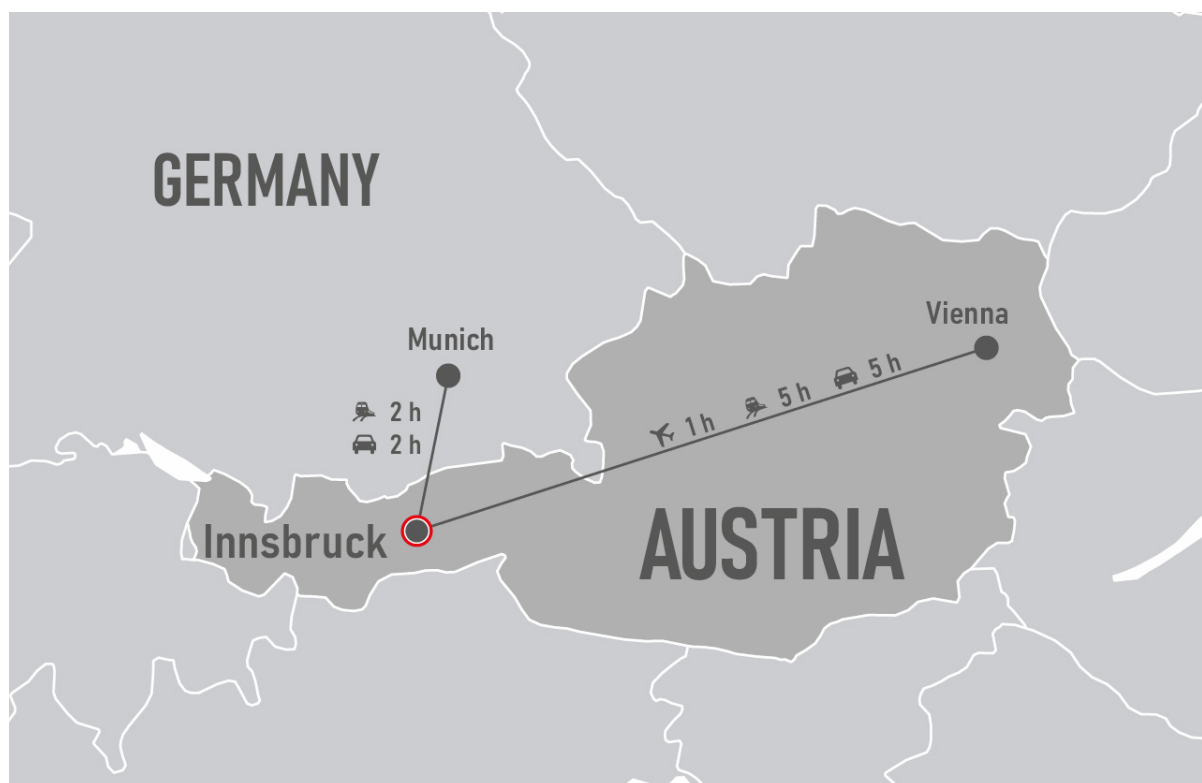 GERMANY
Munich
2 h
2 h
Vienna
1 h 5 h 5 h
Innsbruck
AUSTRIA